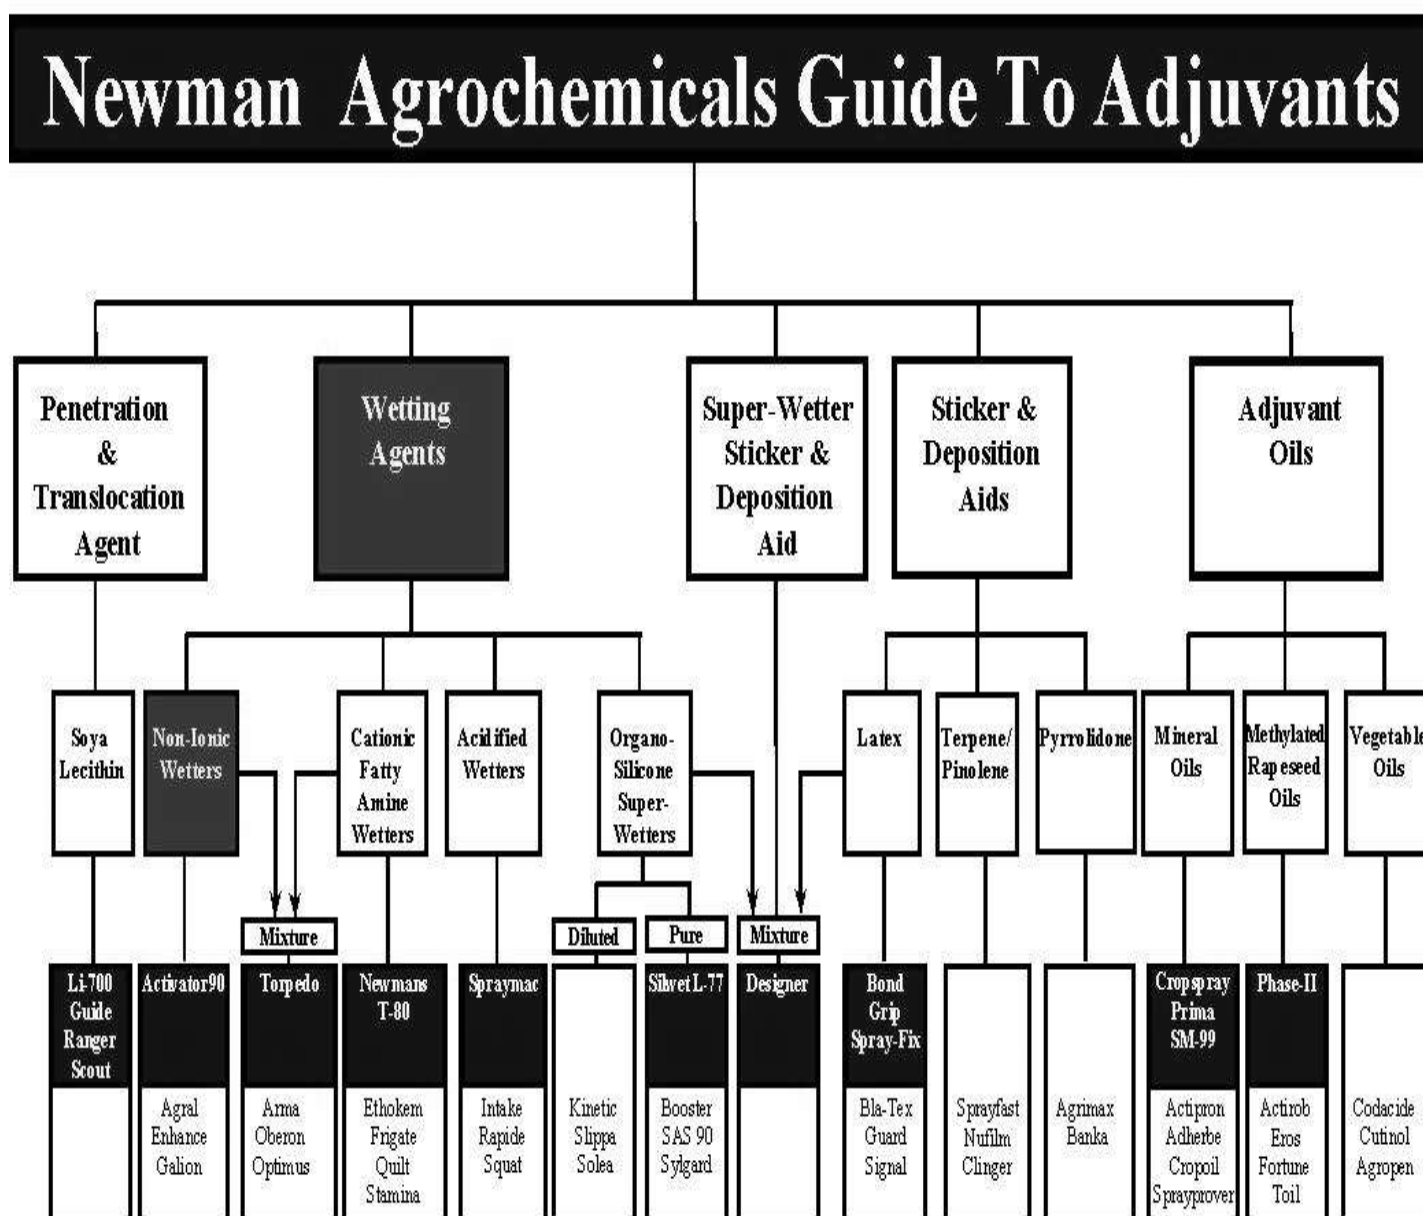 Newman Agrochemicals Guide To Adjuvants
Penetration
&
Translocation
Agent
Wetting
Agents
Super-Wetter
Sticker &
Deposition
Aid
Sticker &
Deposition
Aids
Adjuvant
Oils
Soya
Lecithin
Non-Ionic
Wetters
Cationic
Fatty
Amine
Wetters
Acidified
Wetters
Organo-
Silicone
Super-
Wetters
Latex
Terpene/
Pinolene
Pyrrolidone
Mineral
Oils
Methylated
Rapeseed
Oils
Vegetable
Oils
Mixture
Diluted
Pure
Mixture
Li-700
Guide
Ranger
Scout
Activator90
Agral
Enhance
Galion
Torpedo
Arma
Oberon
Optimus
Newmans
T-80
Ethokem
Frigate
Quilt
Stamina
Spraymac
Intake
Rapide
Squat
Kinetic
Slippa
Solea
Silwet L-77
Booster
SAS 90
Sylgard
Designer
Bond
Grip
Spray-Fix
Bla-Tex
Guard
Signal
Sprayfast
Nufilm
Clinger
Agrimax
Banka
Cropspray
Prima
SM-99
Actipron
Adherbe
Cropoil
Sprayprover
Phase-II
Actirob
Eros
Fortune
Toil
Codacide
Cutinol
Agropen